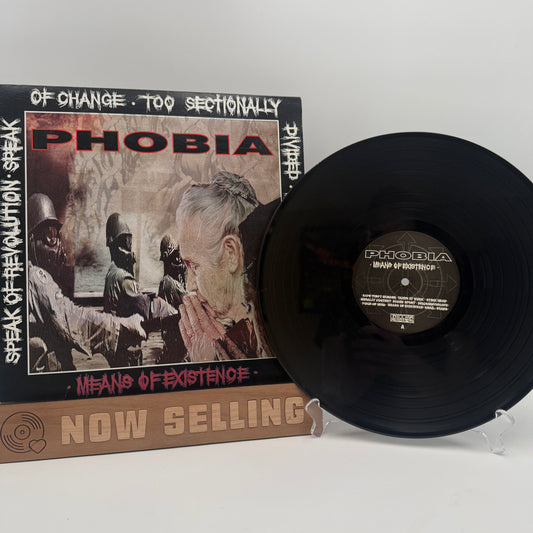 SPEAK OF REVOLUTION · SPEAK
OF CHANGE · TOO SECTIONALLY
DIVIDED ·
PHOBIA
· MEANS OF EXISTENCE ·
NOW SELLING
PHOBIA
· MEANS OF EXISTENCE ·
A